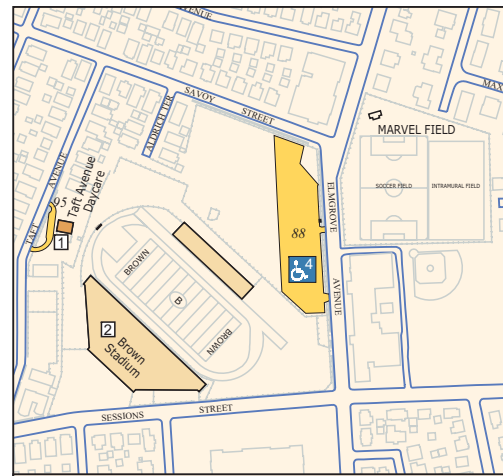 AVENUE
SAVOY
STREET
MAX
ALDRICH TER
MARVEL FIELD
AVENUE
Taft Avenue
Daycare
95
TAFT
1
SOCCER FIELD
INTRAMURAL FIELD
ELMGROVE
88
4
BROWN
B
AVENUE
2
Brown
Stadium
BROWN
SESSIONS
STREET